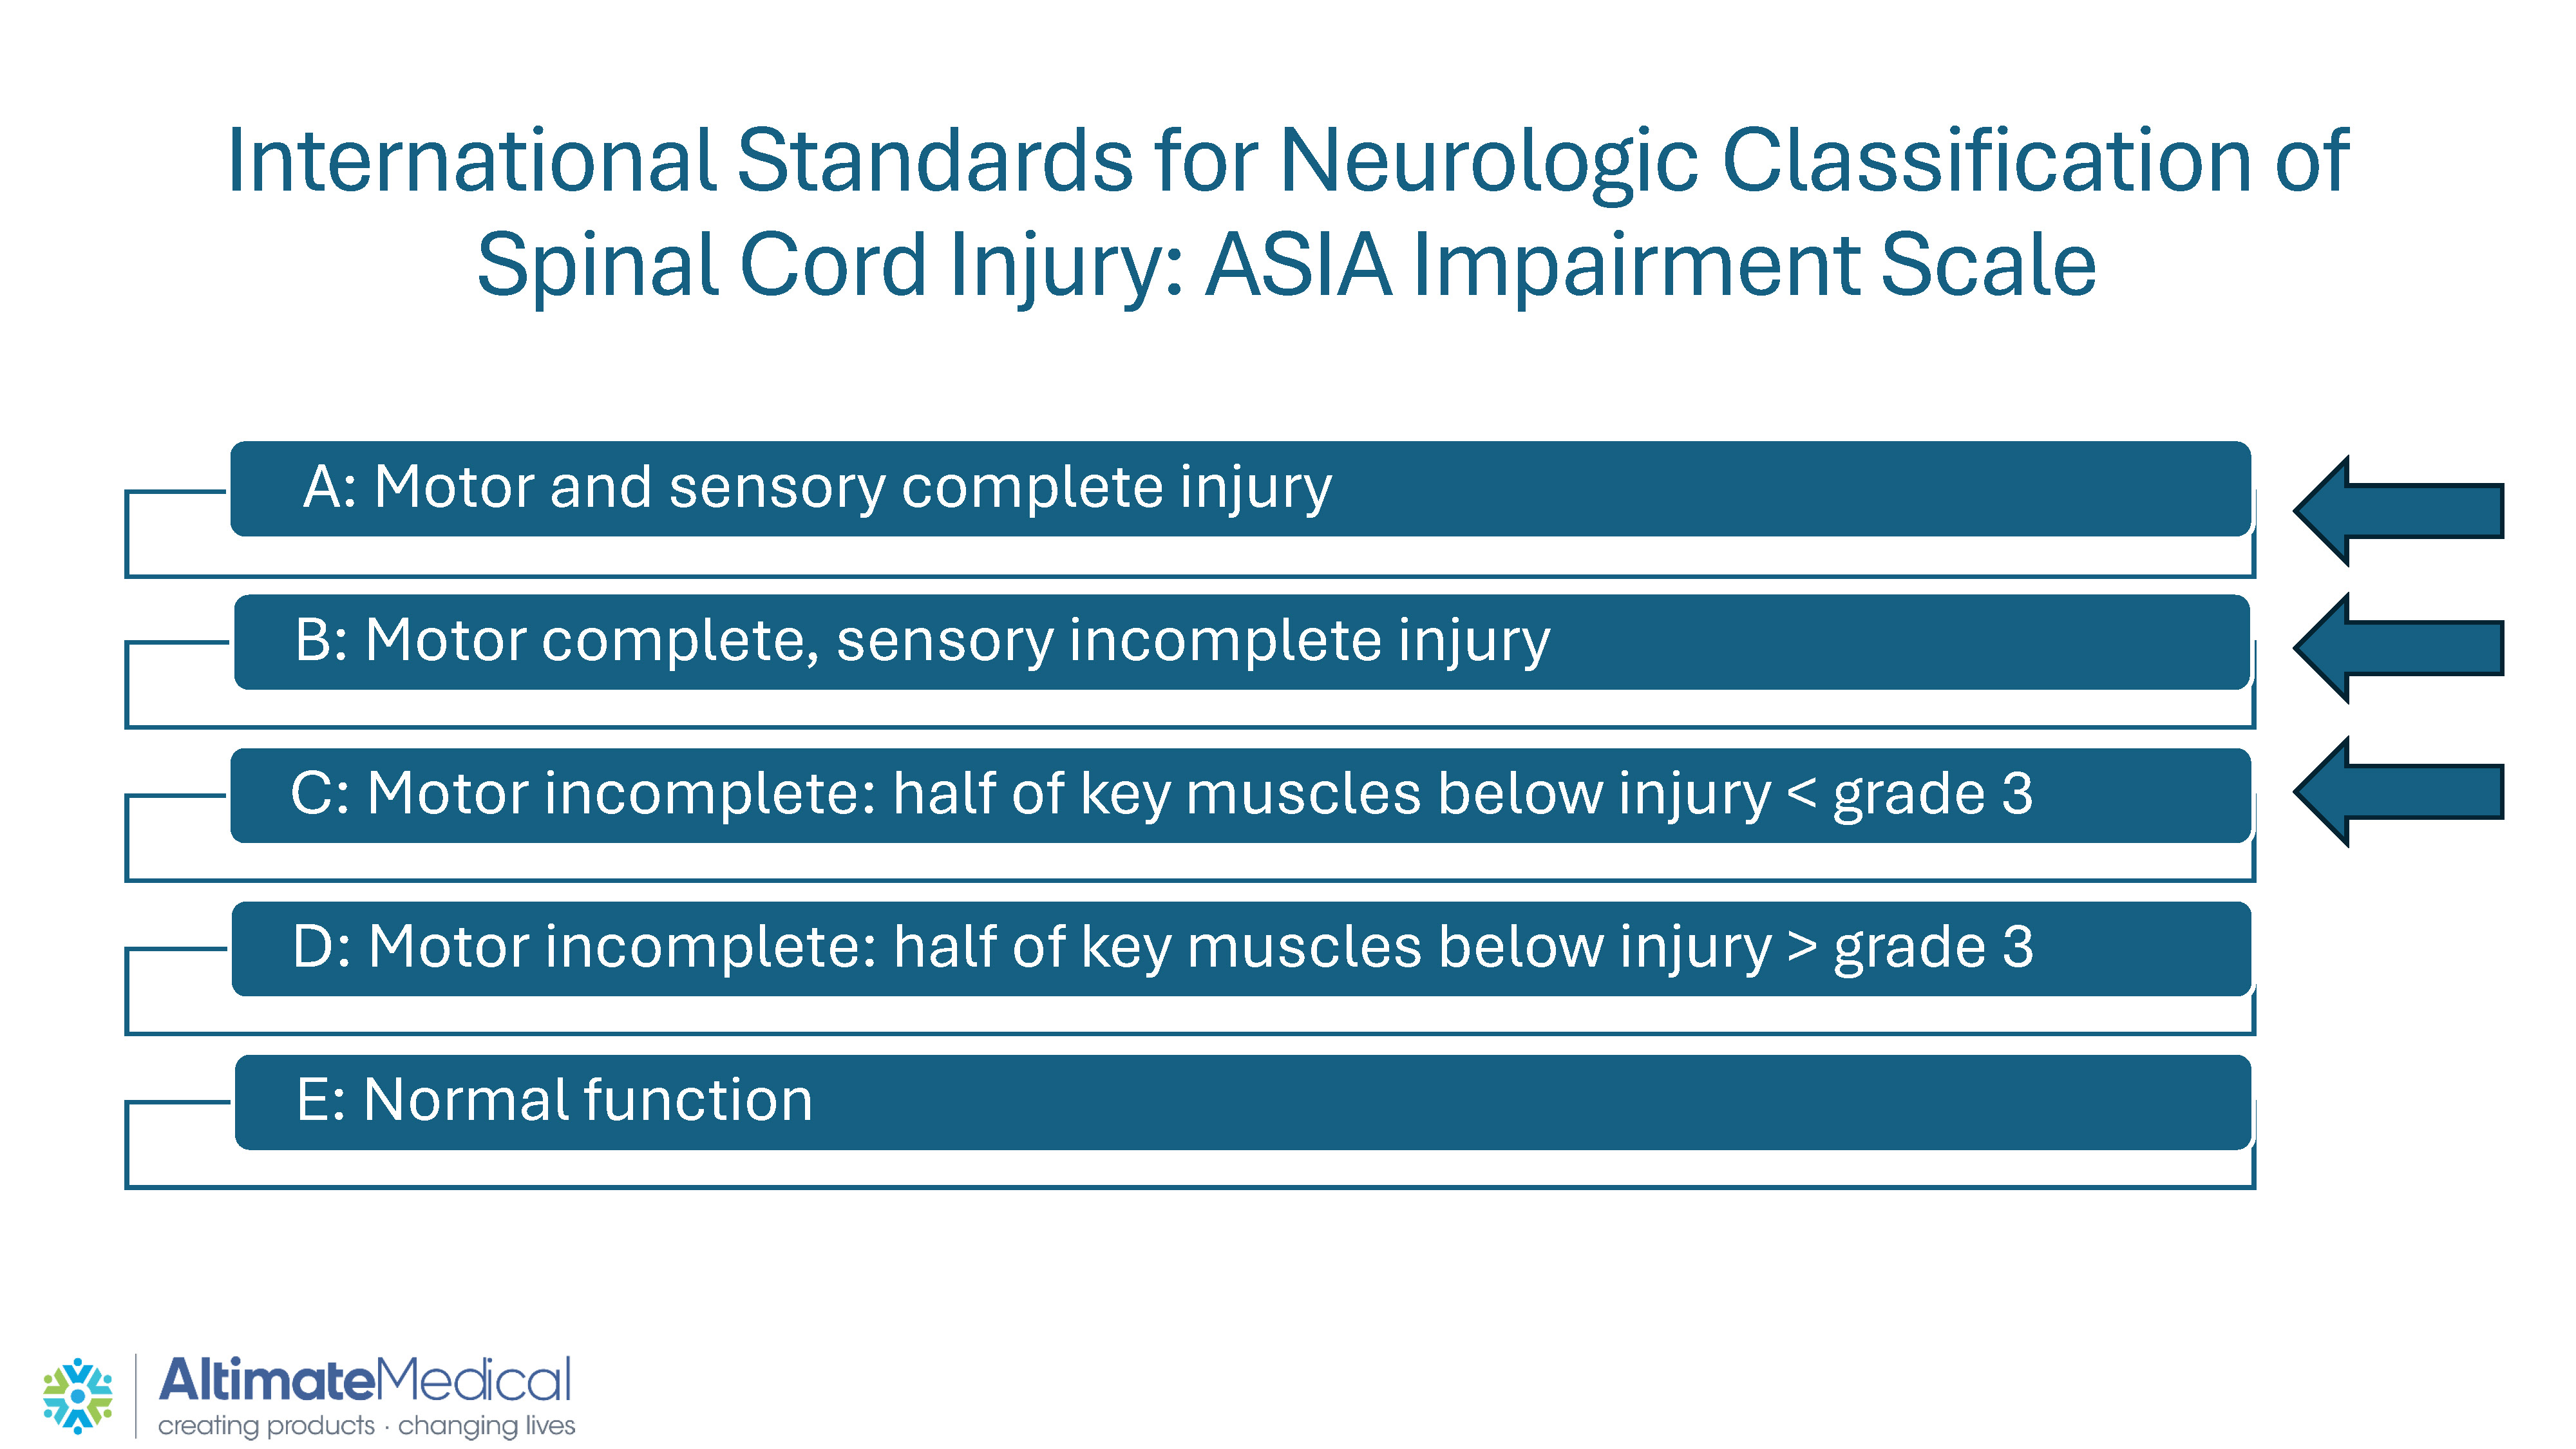 International Standards for Neurologic Classification of
Spinal Cord Injury: ASIA Impairment Scale
A: Motor and sensory complete injury
B: Motor complete, sensory incomplete injury
C: Motor incomplete: half of key muscles below injury < grade 3
D: Motor incomplete: half of key muscles below injury > grade 3
E: Normal function
AltimateMedical
creating products · changing lives